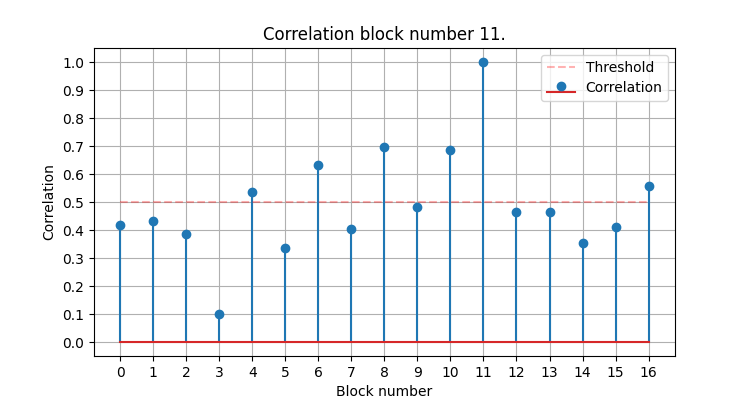 Correlation block number 11.
Threshold
Correlation
Correlation
1.0
0.9
0.8
0.7
0.6
0.5
0.4
0.3
0.2
0.1
0.0
0 1 2 3 4 5 6 7 8 9 10 11 12 13 14 15 16
Block number